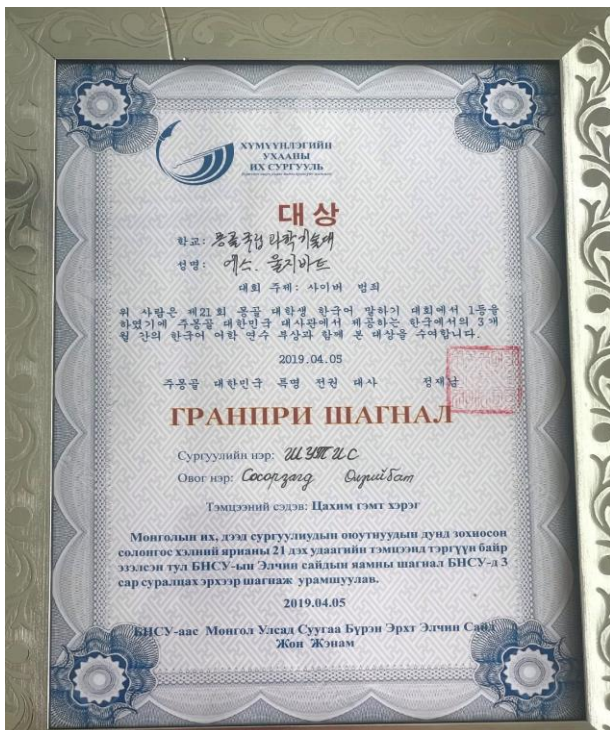 ХҮМҮҮНЛЭГИЙН
УХААНЫ
ИХ СУРГУУЛЬ
대상
학교: 몽골국립과학기술대
성명: 에스. 을지바트
대회 주제: 사이버 범죄
위 사람은 제21회 몽골 대학생 한국어 말하기 대회에서 1등을
하였기에 주몽골 대한민국 대사관에서 제공하는 한국에서의 3개
월 간의 한국어 어학 연수 부상과 함께 본 대상을 수여합니다.
2019.04.05
주몽골 대한민국 특명 전권 대사 정재남
ГРАНПРИ ШАГНАЛ
Сургуулийн нэр: ШУТИС
Овог нэр: Сосорзагд Өлзийбат
Тэмцээний сэдэв: Цахим гэмт хэрэг
Монголын их, дээд сургуулиудын оюутнуудын дунд зохиосон
солонгос хэлний ярианы 21 дэх удаагийн тэмцээнд тэргүүн байр
эзэлсэн тул БНСУ-ын Элчин сайдын яамны шагнал БНСУ-д 3
сар суралцах эрхээр шагнаж урамшуулав.
2019.04.05
БНСУ-аас Монгол Улсад Суугаа Бүрэн Эрхт Элчин Сайд
Жон Жэнам